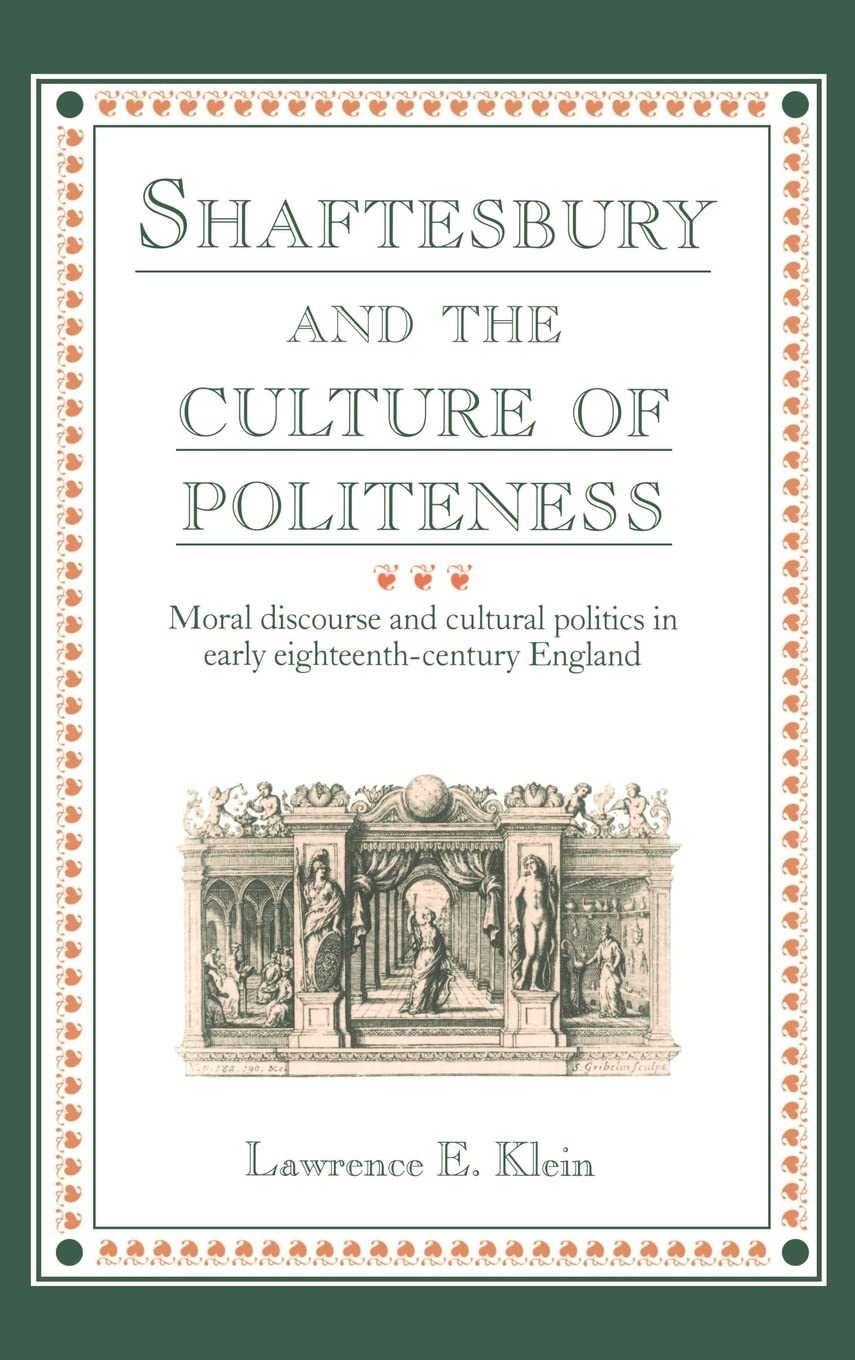 SHAFTESBURY
AND THE
CULTURE OF
POLITENESS
Moral discourse and cultural politics in
early eighteenth-century England
S. Gribelin sculps.
Lawrence E. Klein